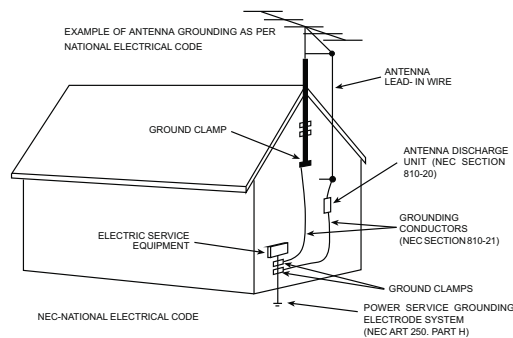 EXAMPLE OF ANTENNA GROUNDING AS PER
NATIONAL ELECTRICAL CODE
ANTENNA
LEAD- IN WIRE
GROUND CLAMP
ANTENNA DISCHARGE
UNIT (NEC SECTION
810-20)
ELECTRIC SERVICE
EQUIPMENT
GROUNDING
CONDUCTORS
(NEC SECTION 810-21)
GROUND CLAMPS
NEC-NATIONAL ELECTRICAL CODE
POWER SERVICE GROUNDING
ELECTRODE SYSTEM
(NEC ART 250. PART H)